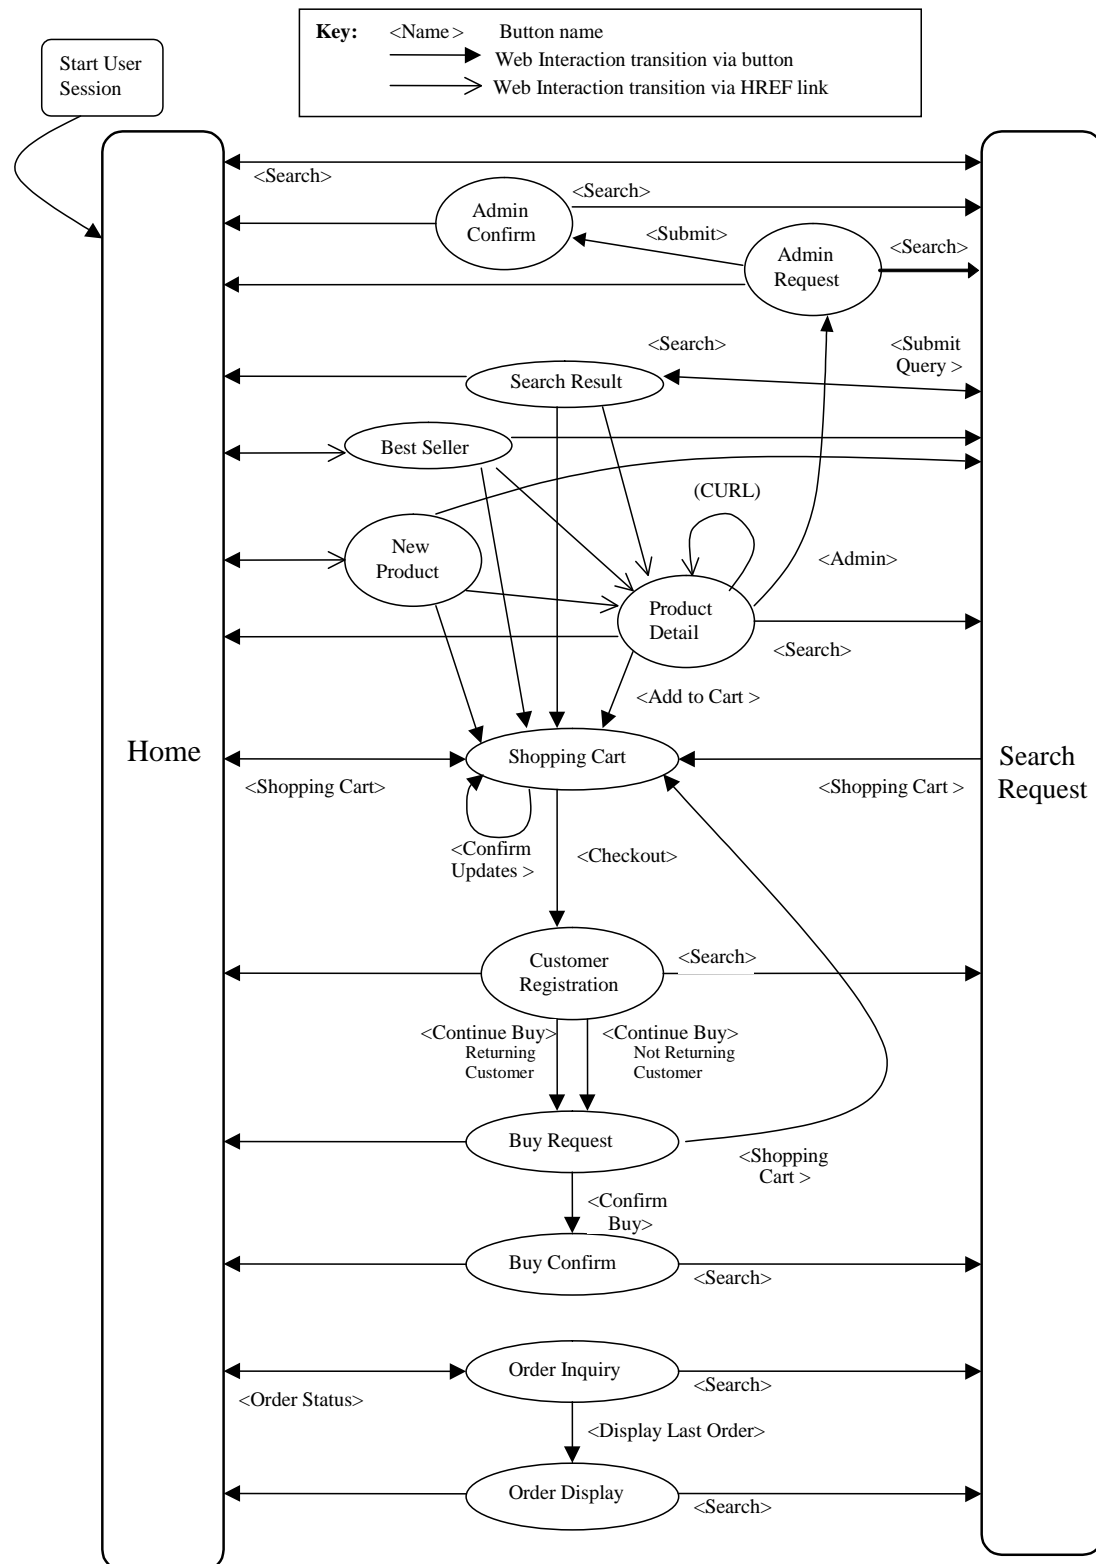 Key: <Name > Button name
Web Interaction transition via button
Web Interaction transition via HREF link
Start User
Session
<Search>
<Search>
Admin
Confirm
<Submit>
<Search>
Admin
Request
<Submit
Query >
<Search>
Search Result
Best Seller
(CURL)
New
Product
<Admin>
Product
Detail
<Search>
<Add to Cart >
Home
Shopping Cart
Search
Request
<Shopping Cart>
<Shopping Cart >
<Confirm
Updates >
<Checkout>
Customer
Registration
<Search>
<Continue Buy>
Returning
Customer
<Continue Buy>
Not Returning
Customer
Buy Request
<Shopping
Cart >
<Confirm
Buy>
Buy Confirm
<Search>
Order Inquiry
<Order Status>
<Search>
<Display Last Order>
Order Display
<Search>